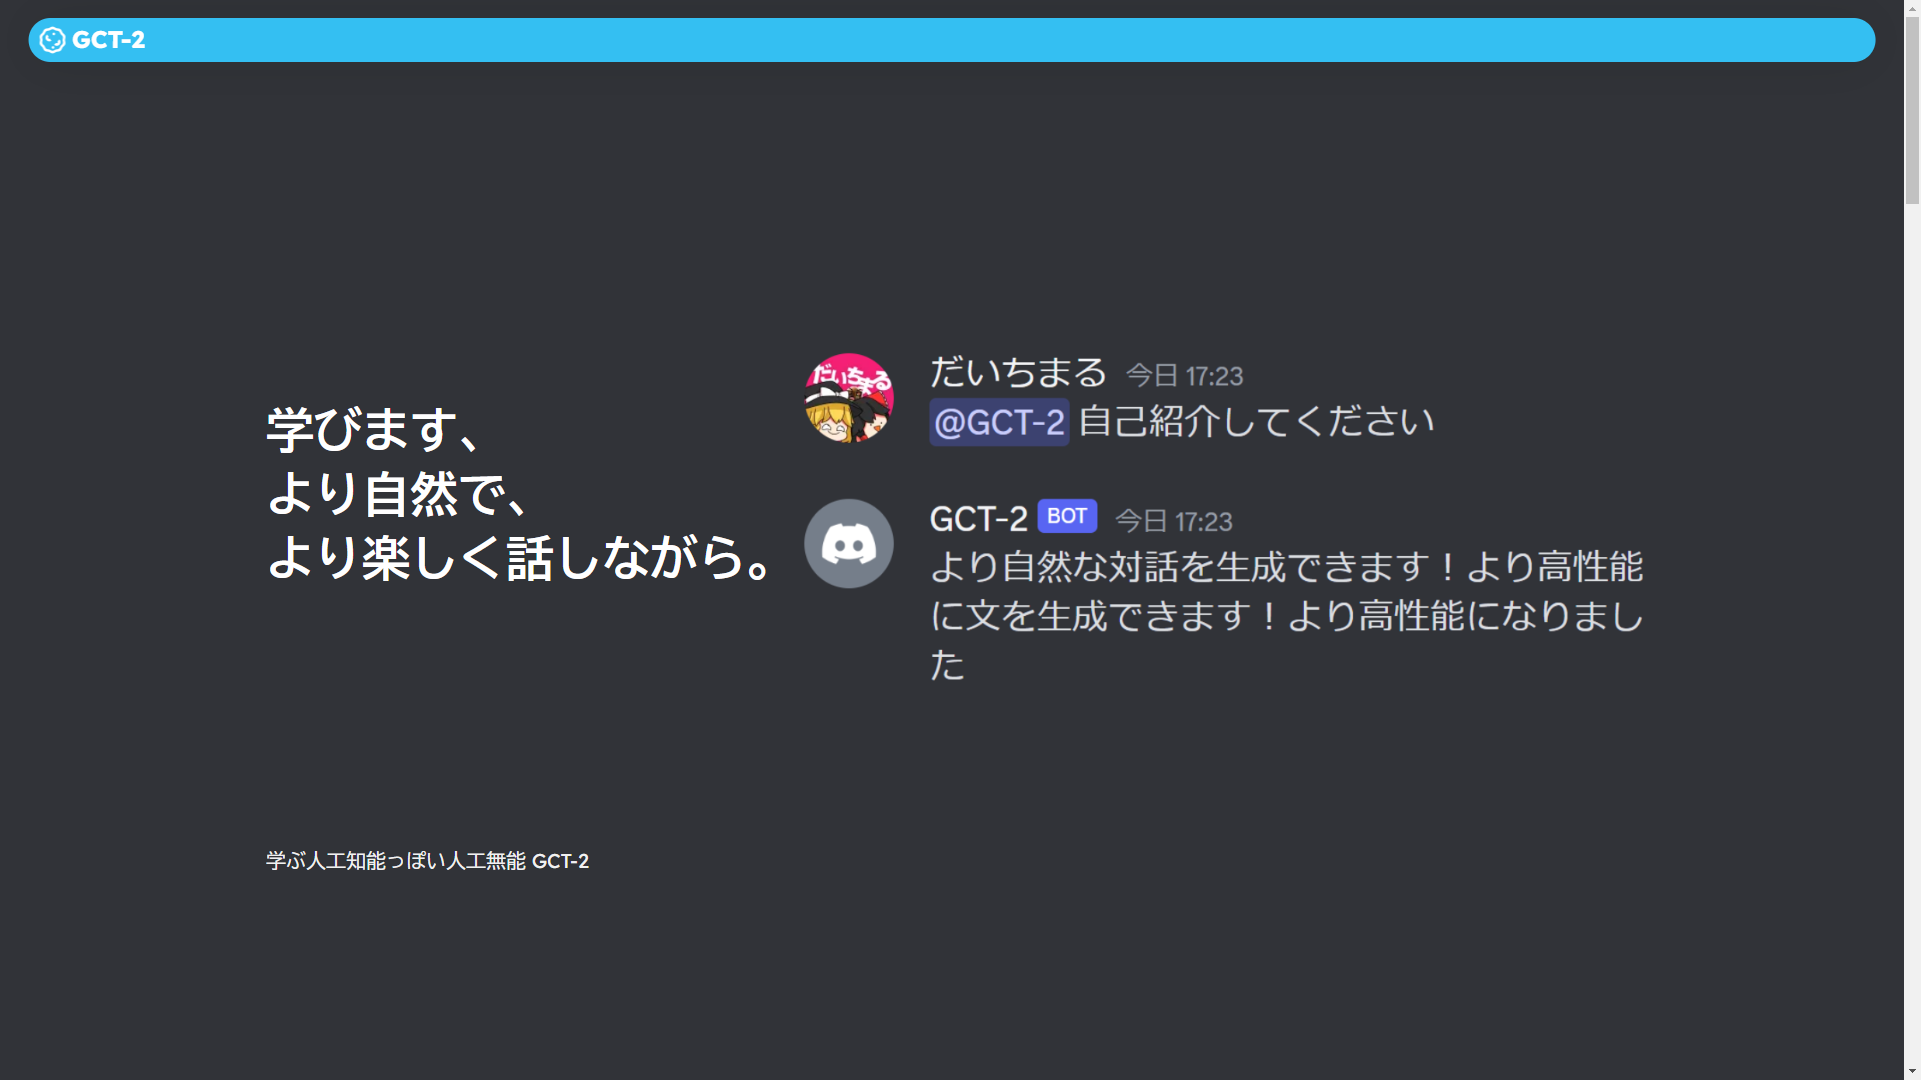 GCT-2
学びます、
より自然で、
より楽しく話しながら。
だいちまる
だいちまる 今日 17:23
@GCT-2 自己紹介してください
GCT-2 BOT 今日 17:23
より自然な対話を生成できます！より高性能
に文を生成できます！より高性能になりまし
た
学ぶ人工知能っぽい人工無能 GCT-2